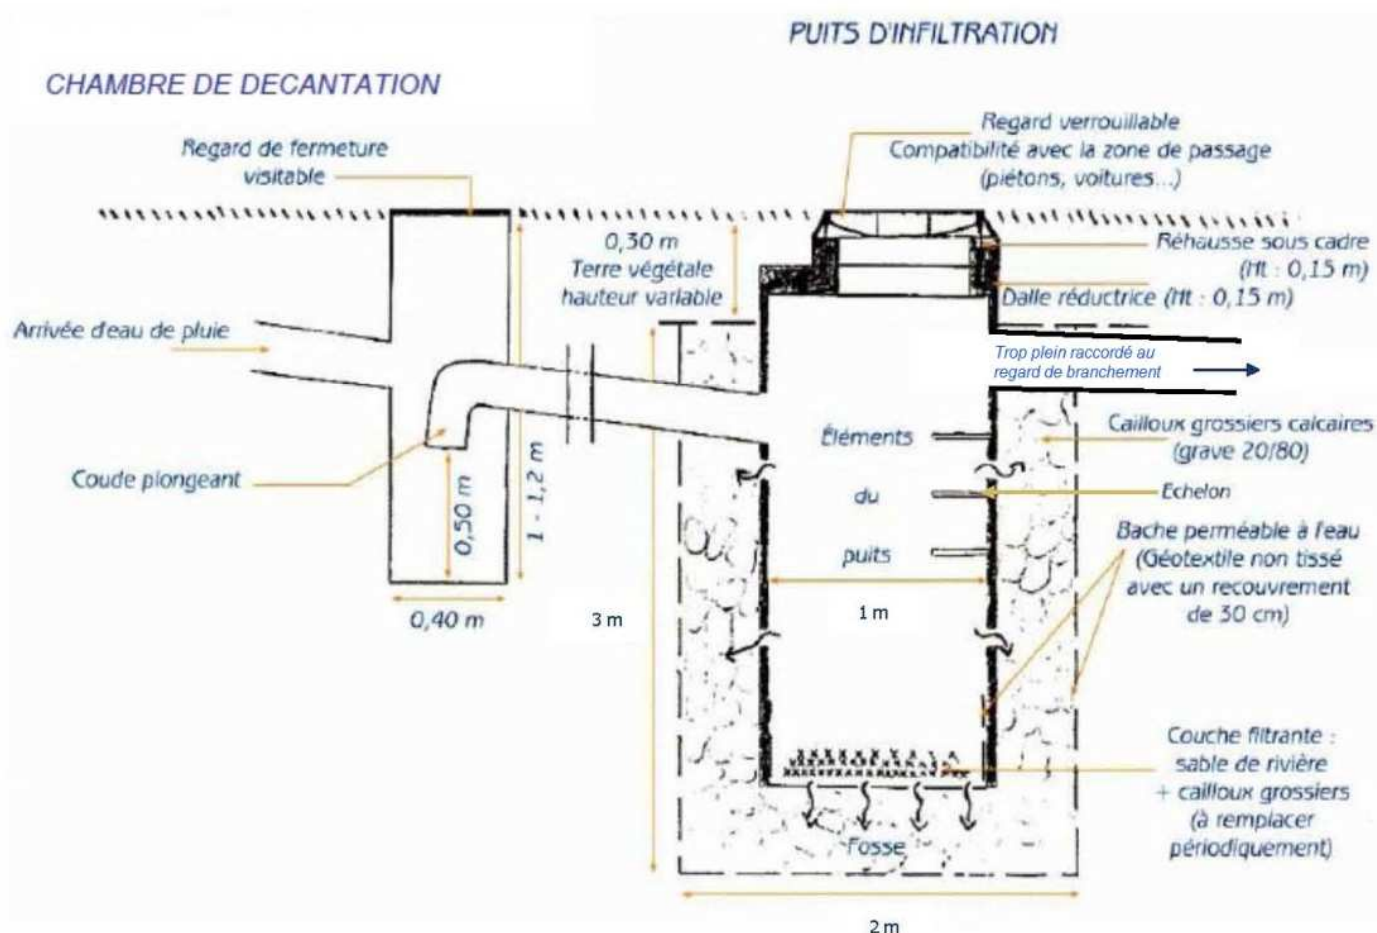 PUITS D'INFILTRATION
CHAMBRE DE DECANTATION
Regard de fermeture
visitable
Regard verrouillable
Compatibilité avec la zone de passage
(piétons, voitures...)
0,30 m
Terre végétale
hauteur variable
Réhausse sous cadre
(Ht : 0,15 m)
Dalle réductrice (Ht : 0,15 m)
Arrivée d'eau de pluie
Trop plein raccordé au
regard de branchement
Éléments
du
puits
Cailloux grossiers calcaires
(grave 20/80)
Echelon
Coude plongeant
0,50 m
1 - 1,2 m
0,40 m
3 m
1 m
Bache perméable à l'eau
(Géotextile non tissé
avec un recouvrement
de 30 cm)
Couche filtrante :
sable de rivière
+ cailloux grossiers
(à remplacer
périodiquement)
Fosse
2 m